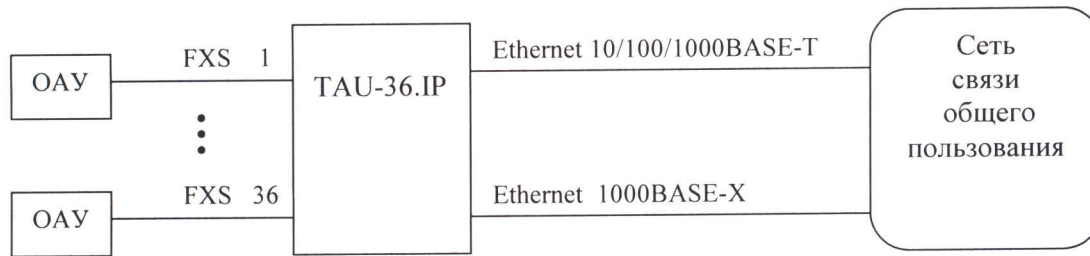 ОАУ
FXS 1
TAU-36.IP
Ethernet 10/100/1000BASE-T
Сеть
связи
общего
пользования
ОАУ
FXS 36
Ethernet 1000BASE-X